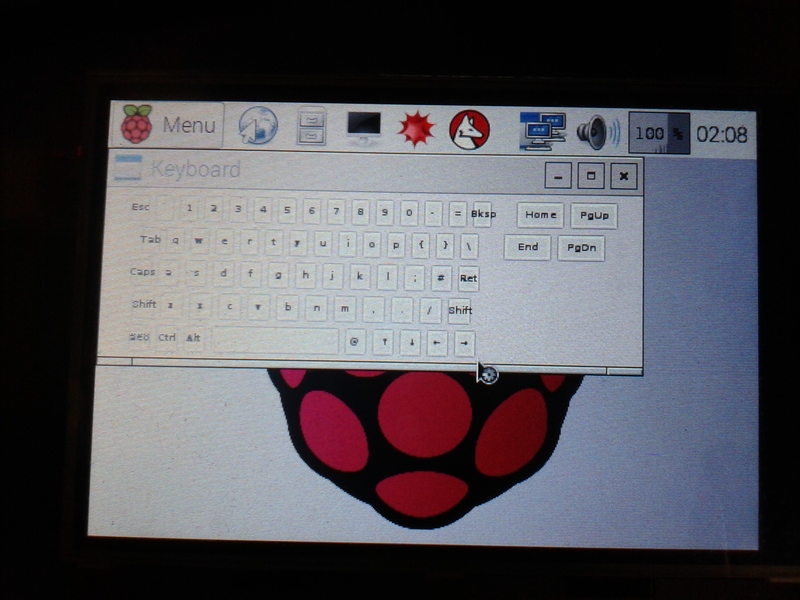 Menu 100 % 02:08
Keyboard
Esc 1 2 3 4 5 6 7 8 9 0 - = Bksp Home PgUp
Tab q w e r t y u i o p { } \ End PgDn
Caps a s d f g h j k l ; # Ret
Shift z x c v b n m , . / Shift
Ctrl Alt @ ↑ ↓ ← →